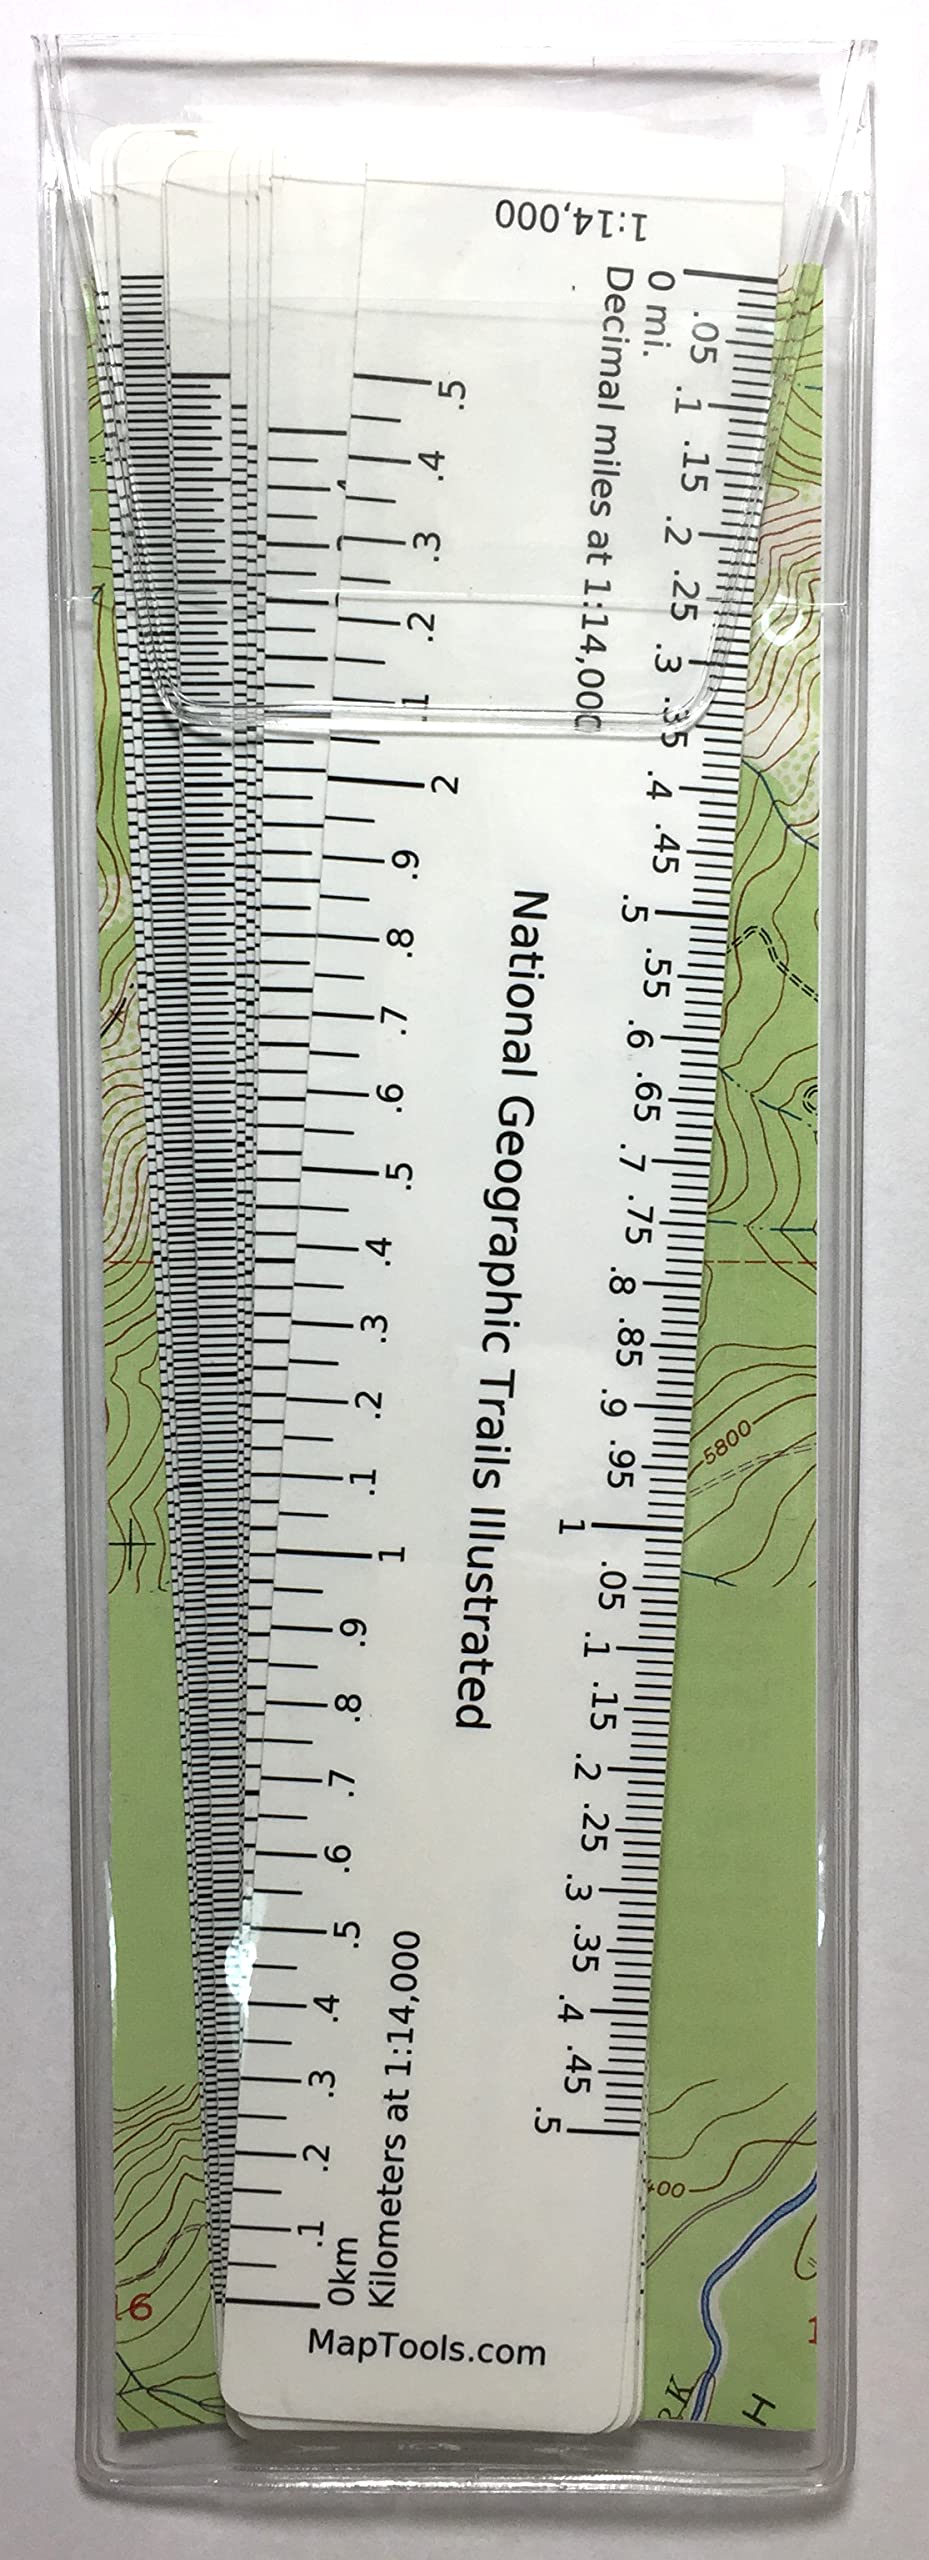 1:14,000
0 mi.
.05 .1 .15 .2 .25 .3 .35 .4 .45 .5 .55 .6 .65 .7 .75 .8 .85 .9 .95 1 .05 .1 .15 .2 .25 .3 .35 .4 .45 .5
Decimal miles at 1:14,000
National Geographic Trails Illustrated
.5 .4 .3 .2 .1 2 .9 .8 .7 .6 .5 .4 .3 .2 .1 1 .9 .8 .7 .6 .5 .4 .3 .2 .1
0km
Kilometers at 1:14,000
MapTools.com
5800
400
16
H